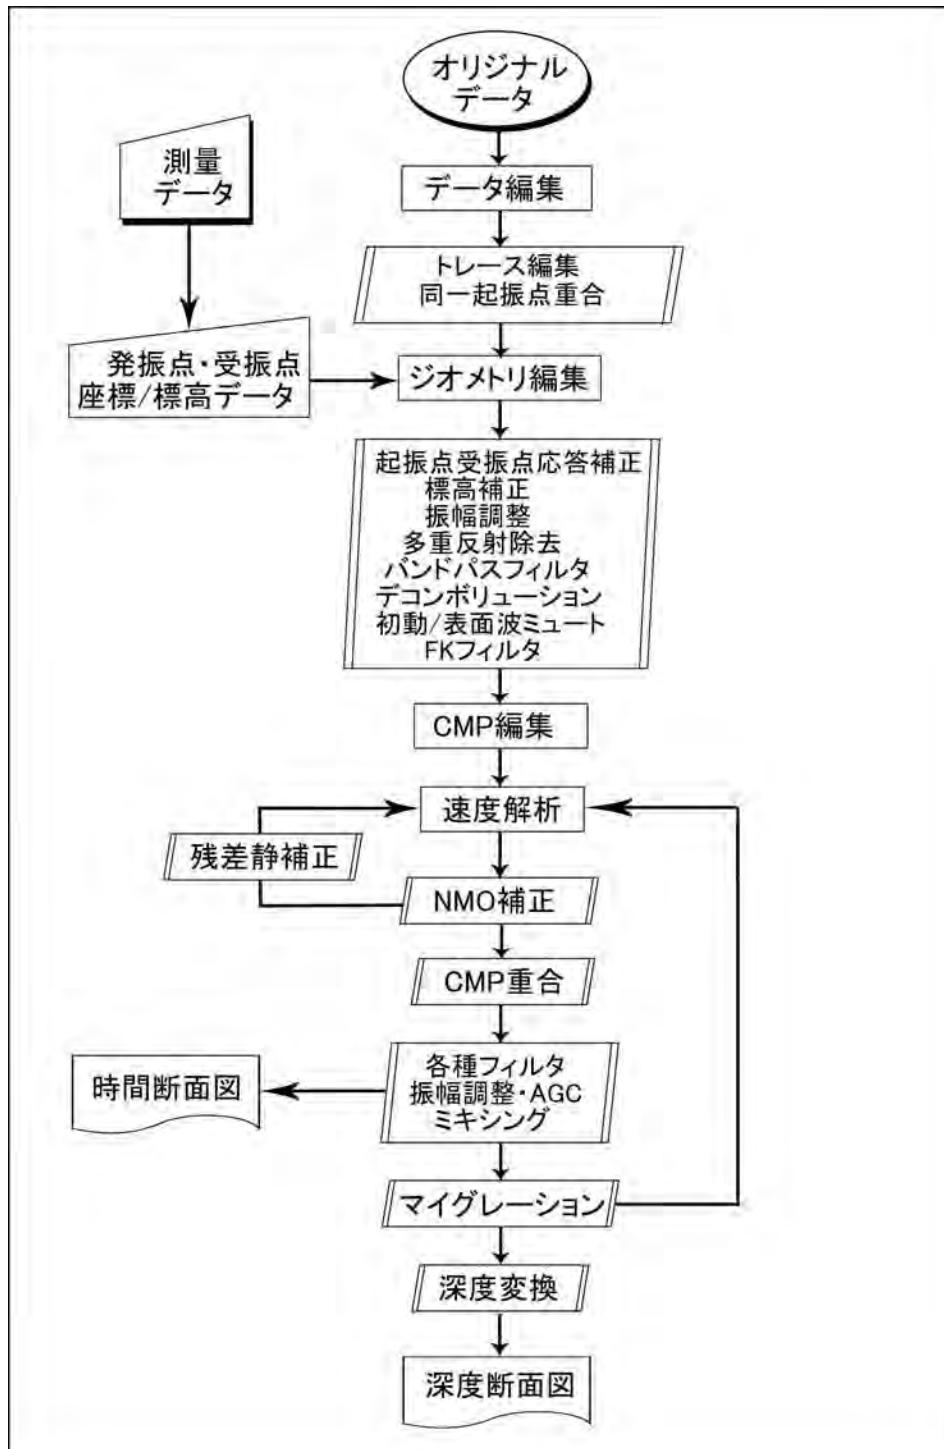 オリジナル
データ
測量
データ
データ編集
トレース編集
同一起振点重合
発振点・受振点
座標/標高データ
ジオメトリ編集
起振点受振点応答補正
標高補正
振幅調整
多重反射除去
バンドパスフィルタ
デコンボリューション
初動/表面波ミュート
FKフィルタ
CMP編集
速度解析
残差静補正
NMO補正
CMP重合
各種フィルタ
振幅調整・AGC
ミキシング
時間断面図
マイグレーション
深度変換
深度断面図